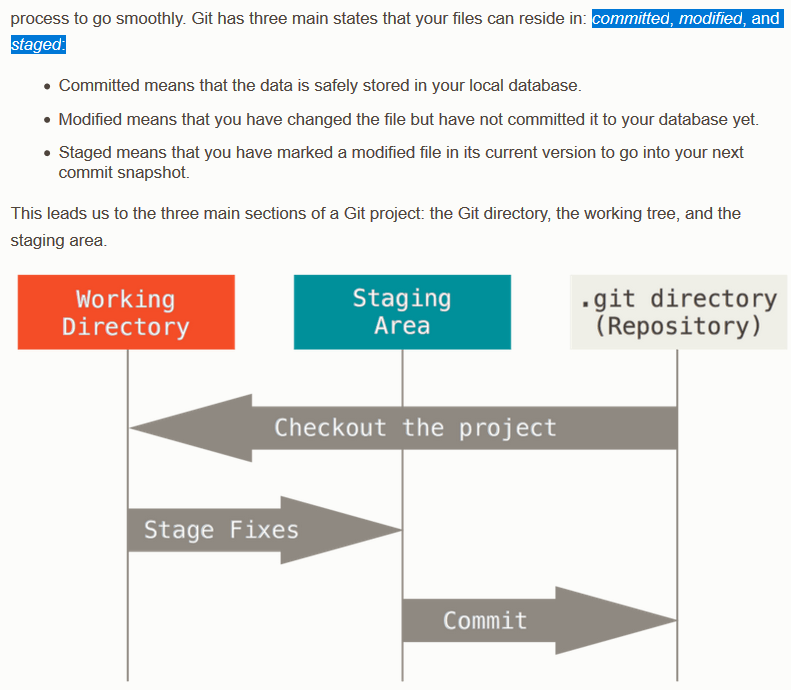 process to go smoothly. Git has three main states that your files can reside in: committed, modified, and
staged:
• Committed means that the data is safely stored in your local database.
• Modified means that you have changed the file but have not committed it to your database yet.
• Staged means that you have marked a modified file in its current version to go into your next
commit snapshot.
This leads us to the three main sections of a Git project: the Git directory, the working tree, and the
staging area.
Working
Directory
Staging
Area
.git directory
(Repository)
Checkout the project
Stage Fixes
Commit